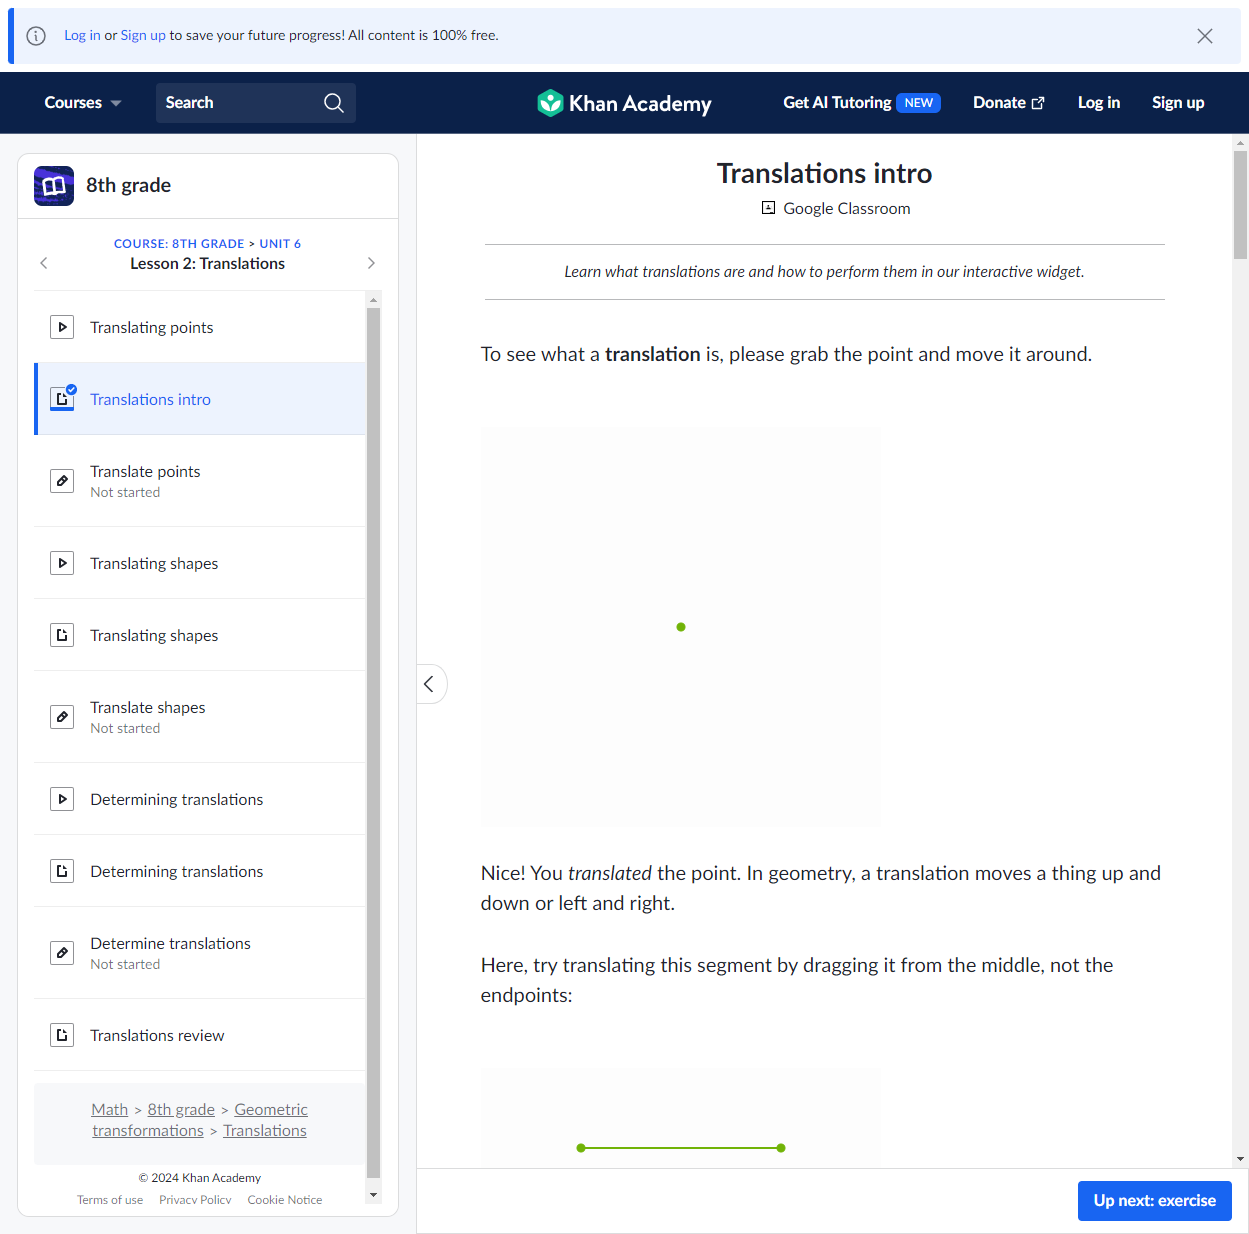 Log in or Sign up to save your future progress! All content is 100% free.
Courses
Search
Khan Academy
Get AI Tutoring NEW
Donate
Log in
Sign up
8th grade
COURSE: 8TH GRADE > UNIT 6
Lesson 2: Translations
Translating points
Translations intro
Translate points
Not started
Translating shapes
Translating shapes
Translate shapes
Not started
Determining translations
Determining translations
Determine translations
Not started
Translations review
Math > 8th grade > Geometric
transformations > Translations
© 2024 Khan Academy
Terms of use Privacy Policy Cookie Notice
Translations intro
Google Classroom
Learn what translations are and how to perform them in our interactive widget.
To see what a translation is, please grab the point and move it around.
Nice! You translated the point. In geometry, a translation moves a thing up and
down or left and right.
Here, try translating this segment by dragging it from the middle, not the
endpoints:
Up next: exercise